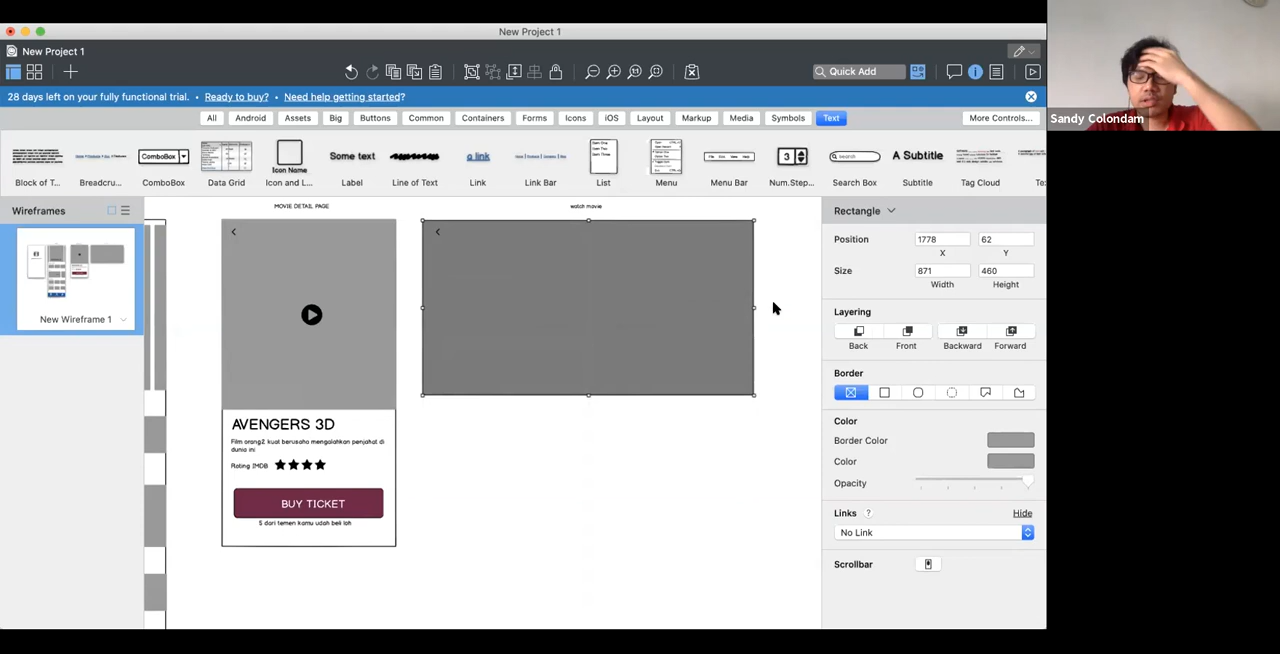 New Project 1
New Project 1
Quick Add
28 days left on your fully functional trial. Ready to buy? Need help getting started?
All Android Assets Big Buttons Common Containers Forms Icons iOS Layout Markup Media Symbols Text More Controls...
ComboBox
Icon Name
Some text
a link
3
search
A Subtitle
Block of T... Breadcru... ComboBox Data Grid Icon and L... Label Line of Text Link Link Bar List Menu Menu Bar Num.Step... Search Box Subtitle Tag Cloud
Wireframes
New Wireframe 1
MOVIE DETAIL PAGE
watch movie
AVENGERS 3D
Film orang2 kuat berusaha mengalahkan penjahat di
dunia ini
Rating IMDB
BUY TICKET
5 dari temen kamu udah beli loh
Rectangle
Position 1778 62
X Y
Size 871 460
Width Height
Layering
Back Front Backward Forward
Border
Color
Border Color
Color
Opacity
Links ? Hide
No Link
Scrollbar
Sandy Colondam